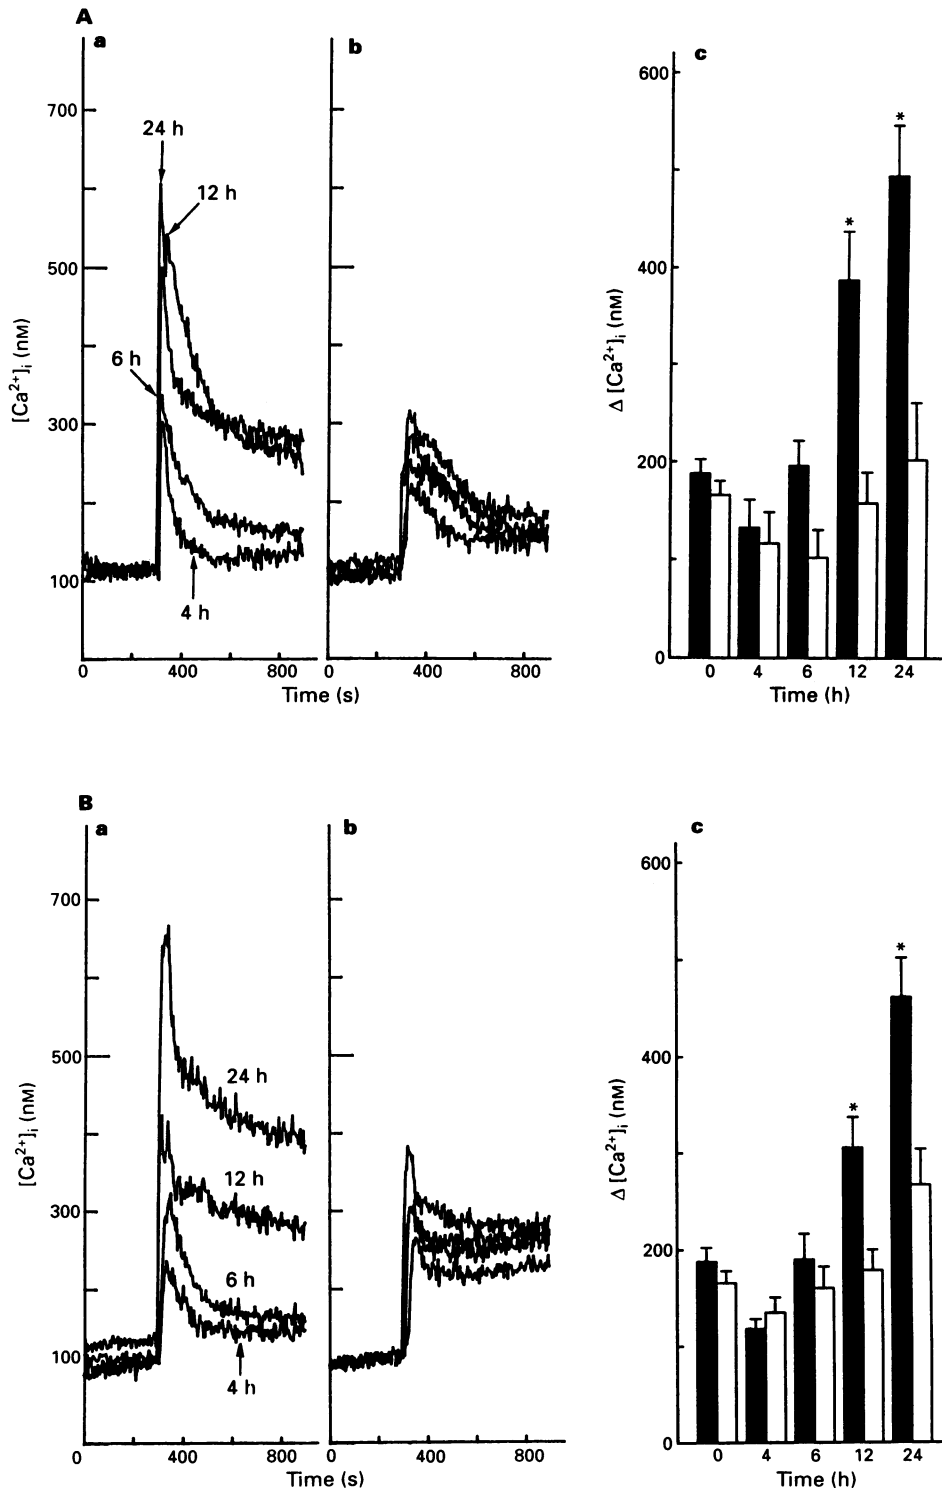 A
a
b
c
700
500
300
100
[Ca²⁺]ᵢ (nM)
24 h
12 h
6 h
4 h
0 400 800
0 400 800
Time (s)
600
400
200
0
Δ [Ca²⁺]ᵢ (nM)
*
*
0 4 6 12 24
Time (h)
B
a
b
c
700
500
300
100
[Ca²⁺]ᵢ (nM)
24 h
12 h
6 h
4 h
0 400 800
0 400 800
Time (s)
600
400
200
0
Δ [Ca²⁺]ᵢ (nM)
*
*
0 4 6 12 24
Time (h)